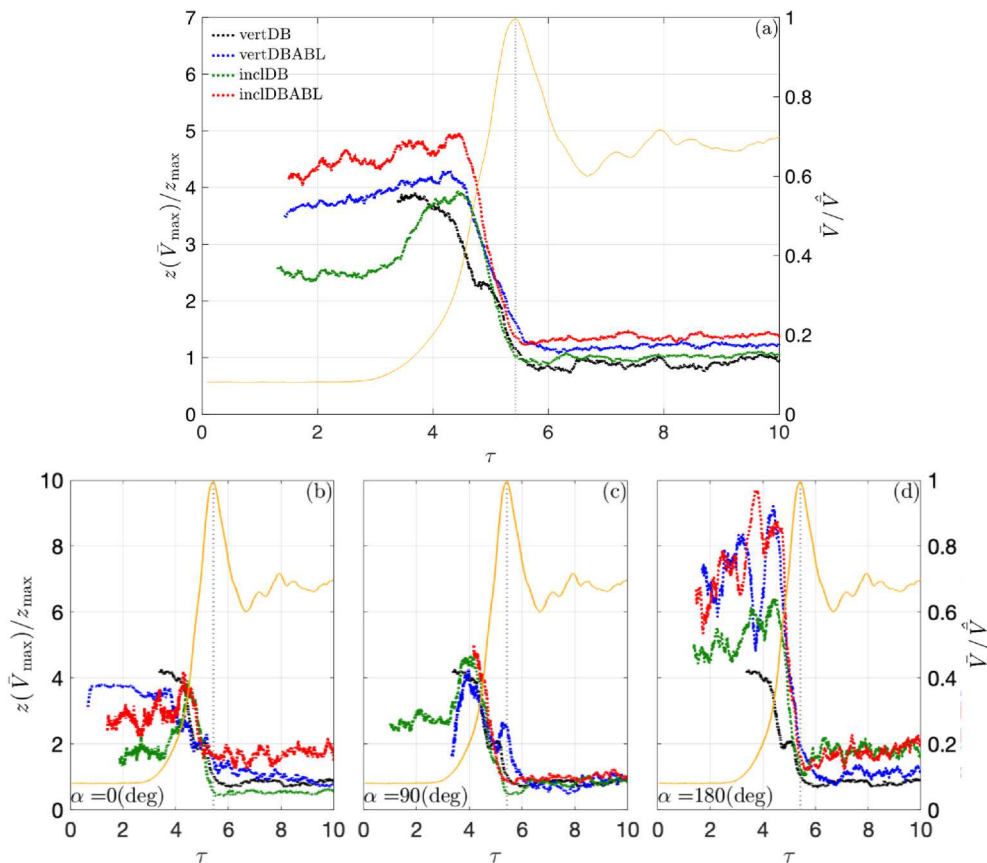 (a)
vertDB
vertDBABL
inclDB
inclDBABL
7
6
5
4
3
2
1
0
z(V̄max)/zmax
1
0.8
0.6
0.4
0.2
0
V̄/V̂̄
0 2 4 6 8 10
τ
(b) (c) (d)
10
8
6
4
2
0
z(V̄max)/zmax
α =0(deg) α =90(deg) α =180(deg)
1
0.8
0.6
0.4
0.2
0
V̄/V̂̄
0 2 4 6 8 10 0 2 4 6 8 10 0 2 4 6 8 10
τ τ τ